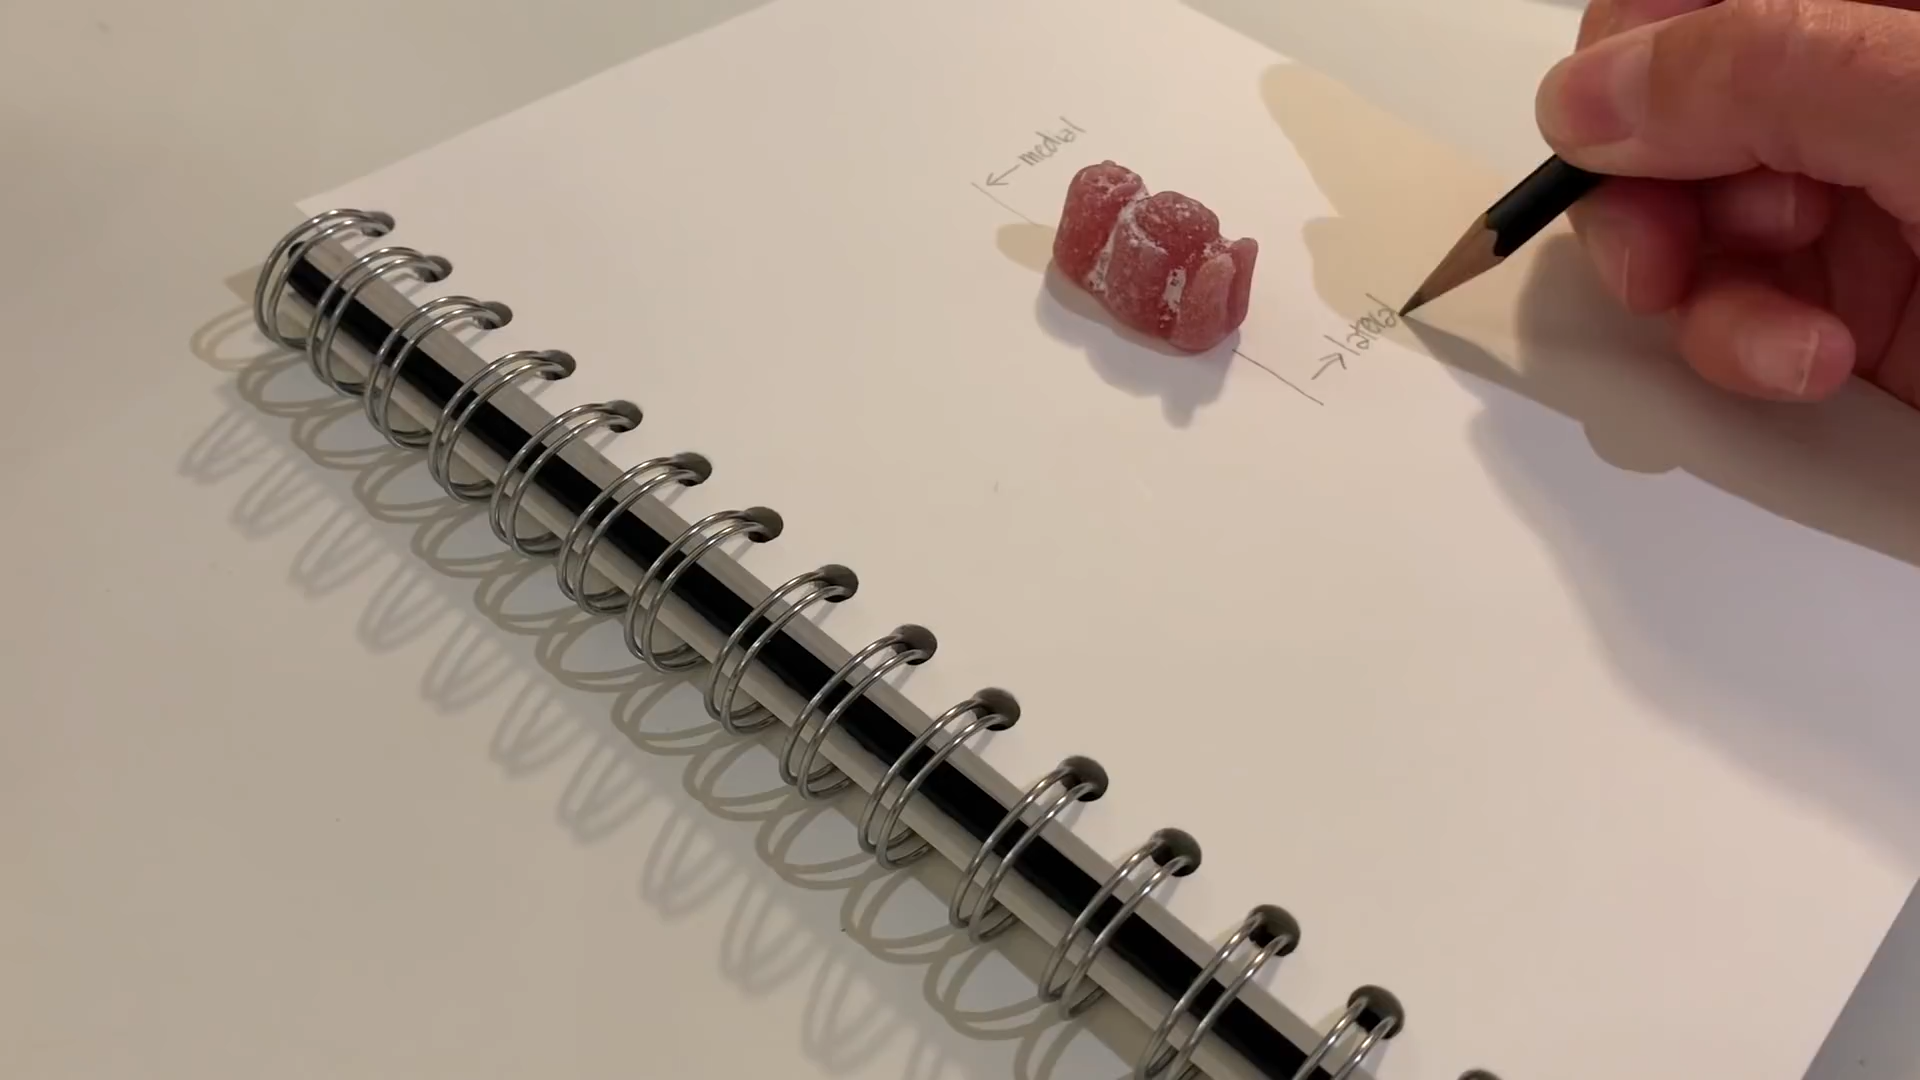 ← medial
→ lateral